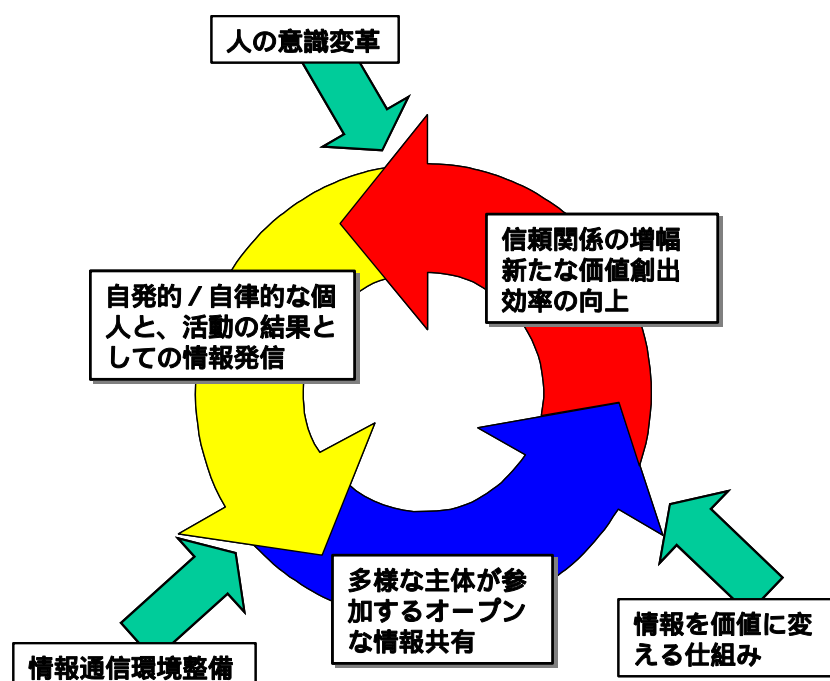 人の意識変革
信頼関係の増幅
新たな価値創出
効率の向上
自発的／自律的な個
人と、活動の結果と
しての情報発信
多様な主体が参
加するオープン
な情報共有
情報を価値に変
える仕組み
情報通信環境整備